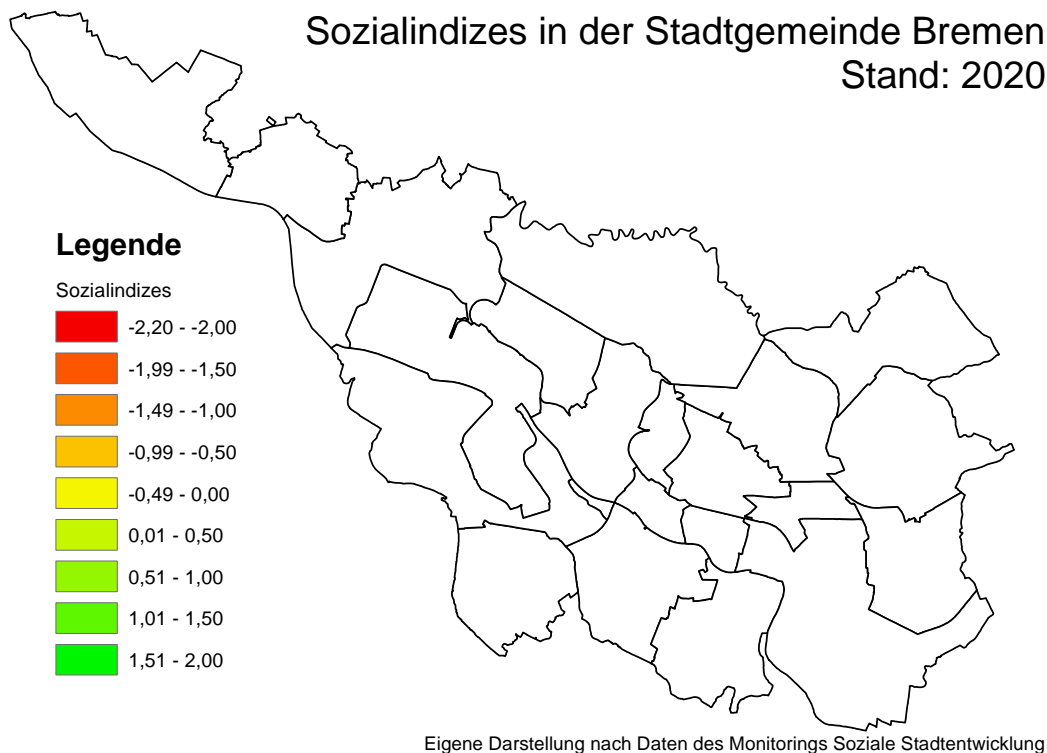 Sozialindizes in der Stadtgemeinde Bremen
Stand: 2020
Legende
Sozialindizes
-2,20 - -2,00
-1,99 - -1,50
-1,49 - -1,00
-0,99 - -0,50
-0,49 - 0,00
0,01 - 0,50
0,51 - 1,00
1,01 - 1,50
1,51 - 2,00
Eigene Darstellung nach Daten des Monitorings Soziale Stadtentwicklung